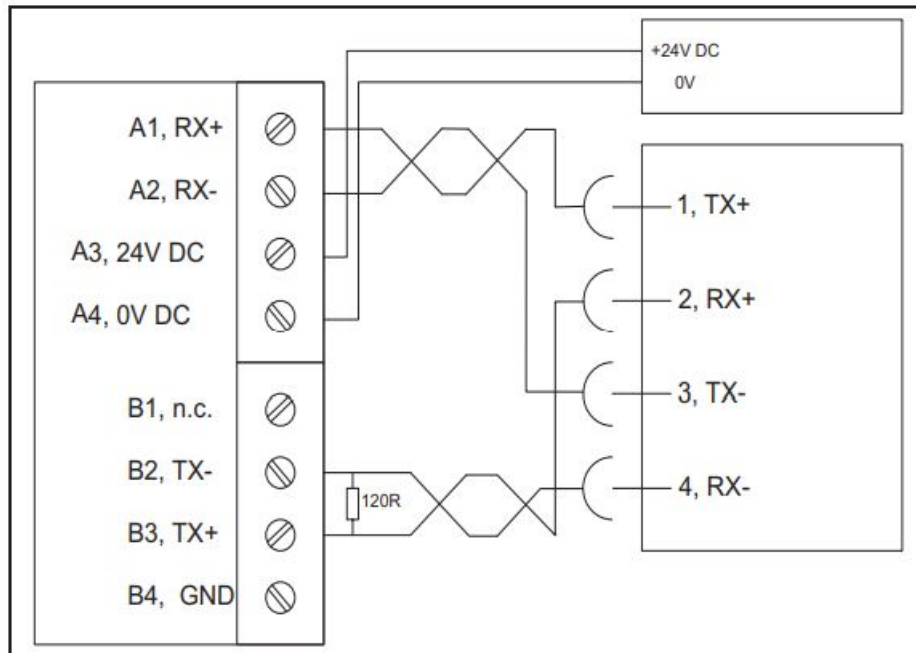 +24V DC
0V
A1, RX+
A2, RX-
A3, 24V DC
A4, 0V DC
B1, n.c.
B2, TX-
B3, TX+
B4, GND
120R
1, TX+
2, RX+
3, TX-
4, RX-